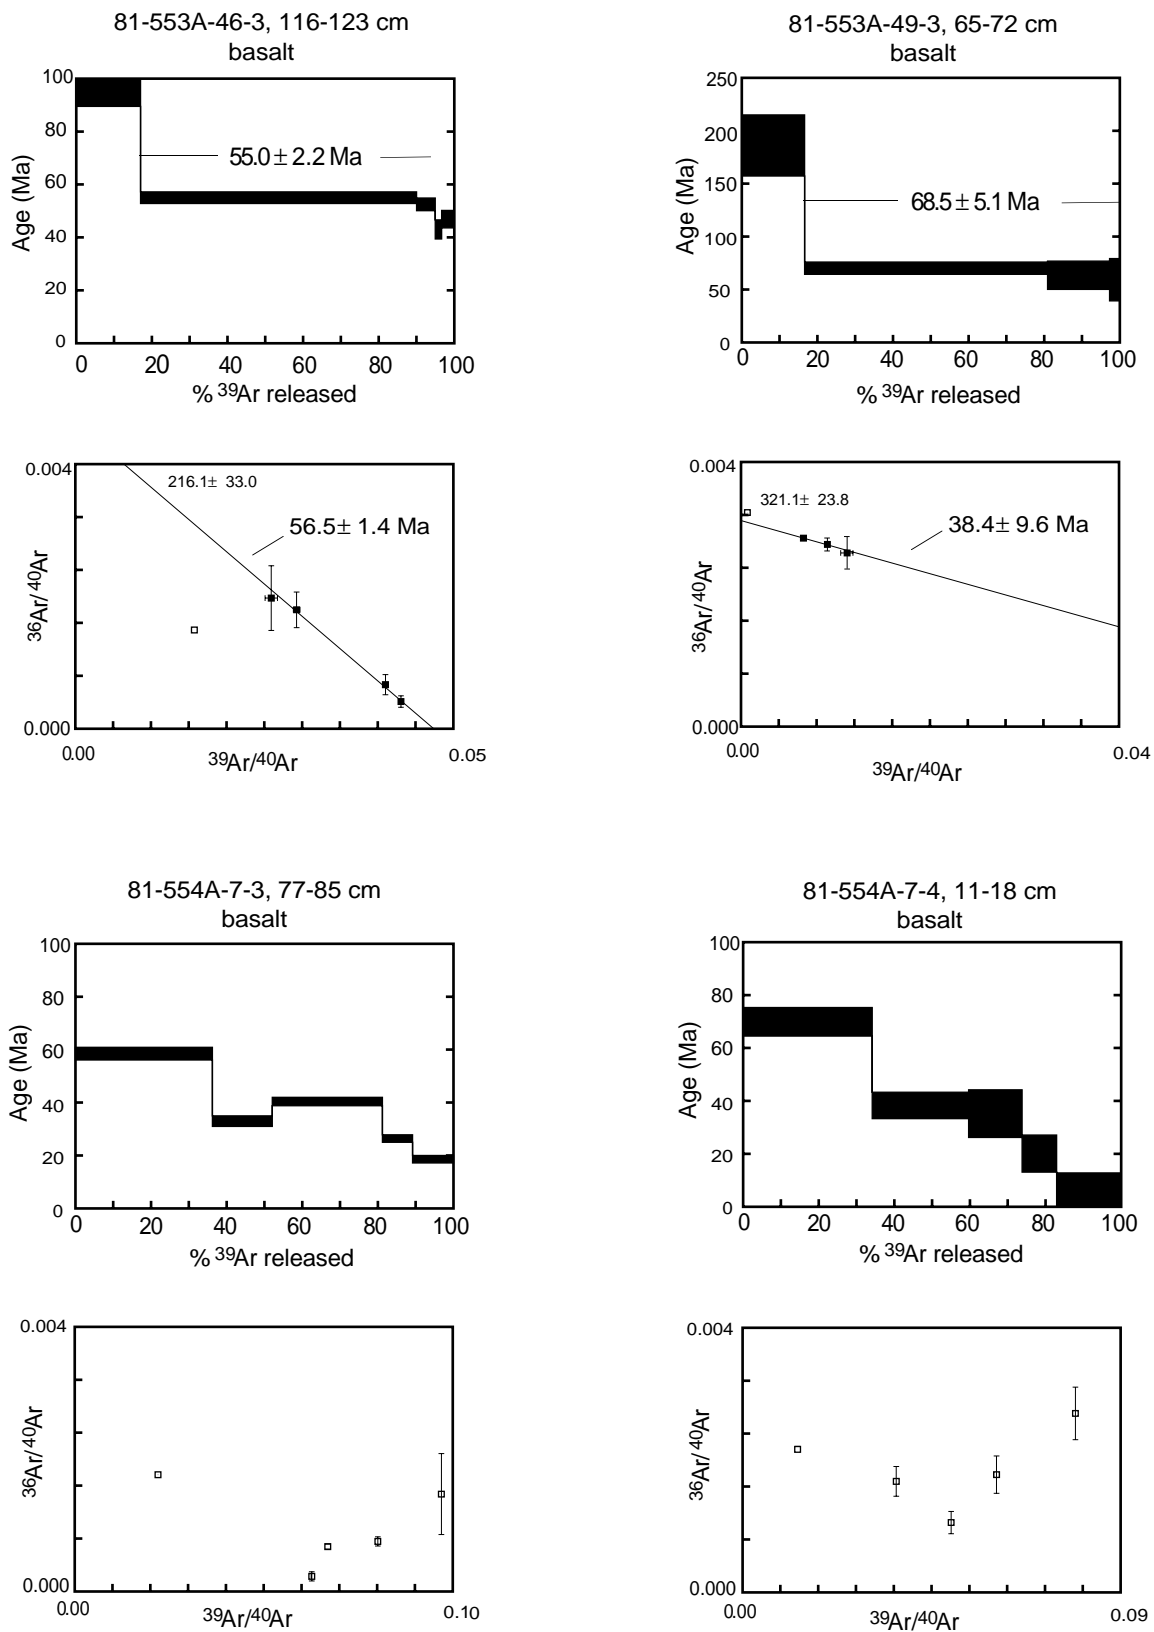 81-553A-46-3, 116-123 cm
basalt
100
80
60
40
20
0
Age (Ma)
55.0 ± 2.2 Ma
0 20 40 60 80 100
% 39Ar released
81-553A-49-3, 65-72 cm
basalt
250
200
150
100
50
0
Age (Ma)
68.5 ± 5.1 Ma
0 20 40 60 80 100
% 39Ar released
0.004
216.1± 33.0
56.5± 1.4 Ma
36Ar/40Ar
0.000
0.00 0.05
39Ar/40Ar
0.004
321.1± 23.8
38.4± 9.6 Ma
36Ar/40Ar
0.000
0.00 0.04
39Ar/40Ar
81-554A-7-3, 77-85 cm
basalt
100
80
60
40
20
0
Age (Ma)
0 20 40 60 80 100
% 39Ar released
81-554A-7-4, 11-18 cm
basalt
100
80
60
40
20
0
Age (Ma)
0 20 40 60 80 100
% 39Ar released
0.004
36Ar/40Ar
0.000
0.00 0.10
39Ar/40Ar
0.004
36Ar/40Ar
0.000
0.00 0.09
39Ar/40Ar